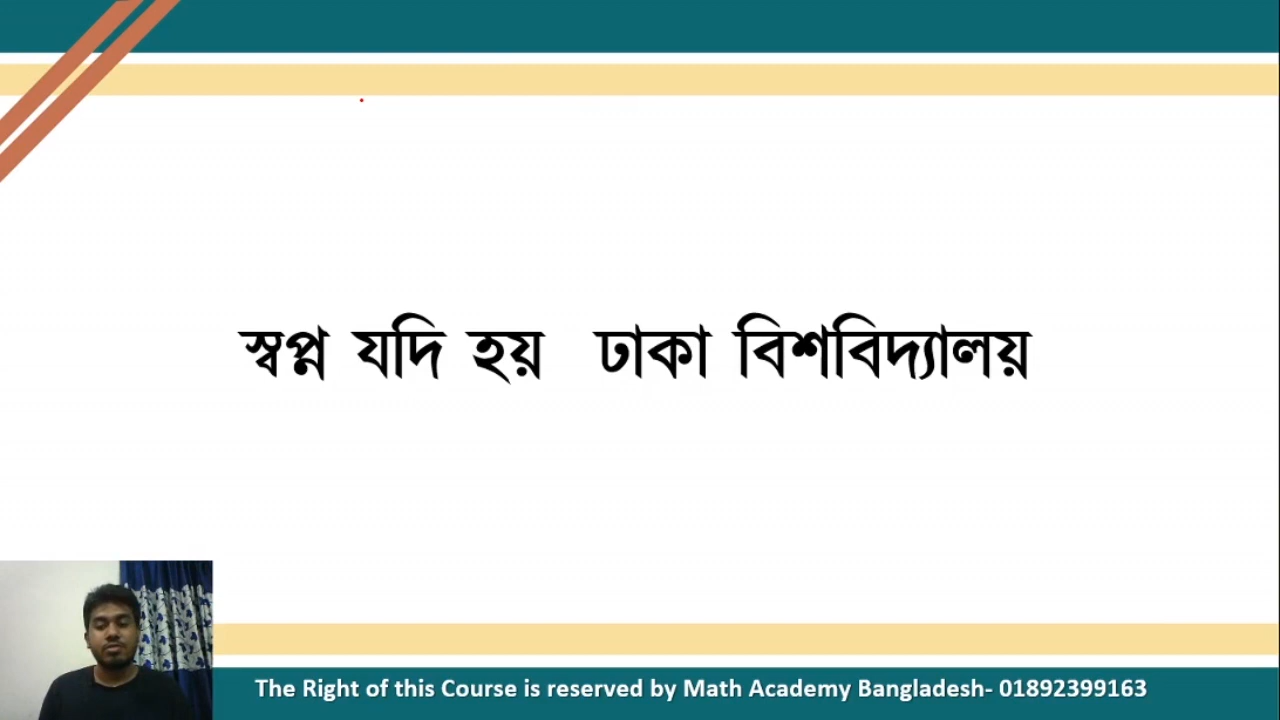 স্বপ্ন যদি হয় ঢাকা বিশবিদ্যালয়
The Right of this Course is reserved by Math Academy Bangladesh- 01892399163